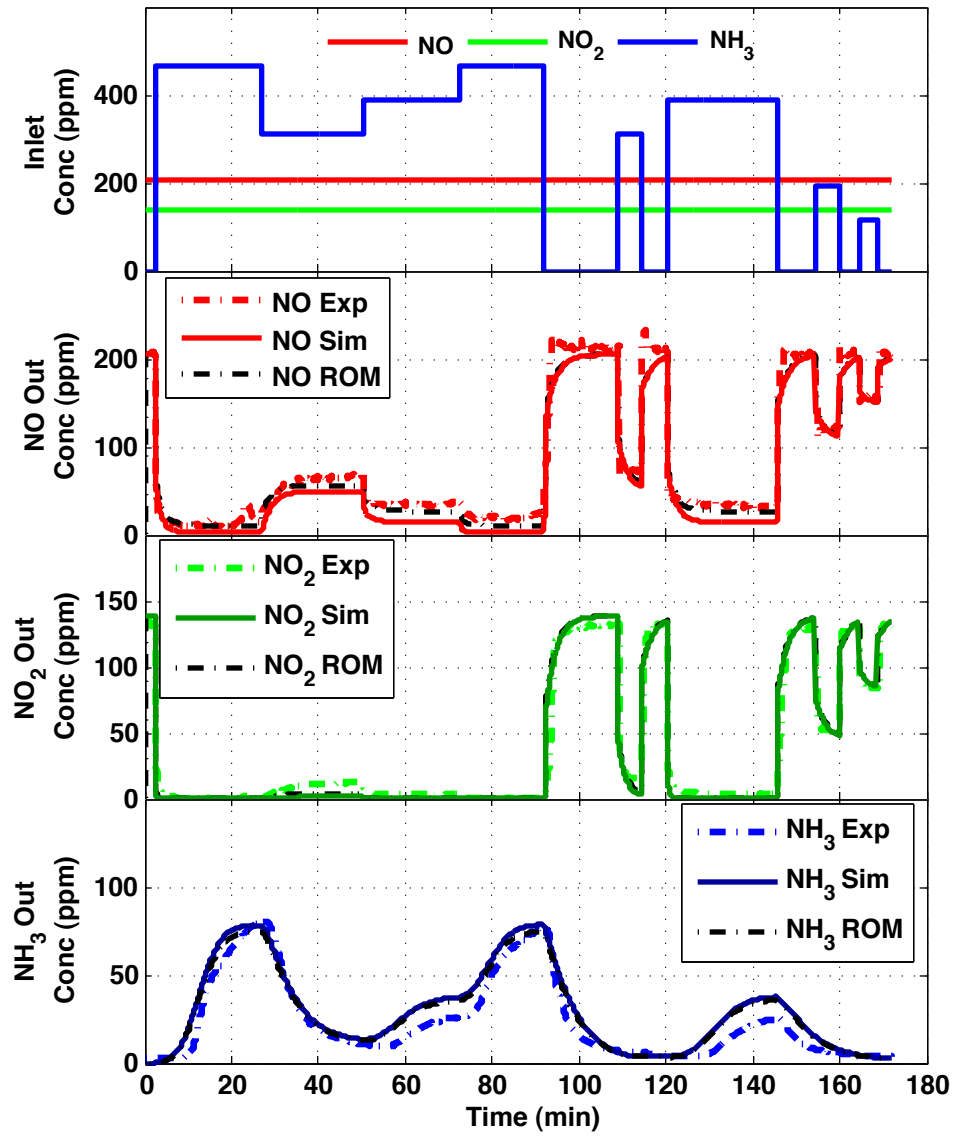 NO NO2 NH3
Inlet
Conc (ppm)
400
200
0
NO Exp
NO Sim
NO ROM
NO Out
Conc (ppm)
200
100
0
NO2 Exp
NO2 Sim
NO2 ROM
NO2 Out
Conc (ppm)
150
100
50
0
NH3 Exp
NH3 Sim
NH3 ROM
NH3 Out
Conc (ppm)
100
50
0
0 20 40 60 80 100 120 140 160 180
Time (min)